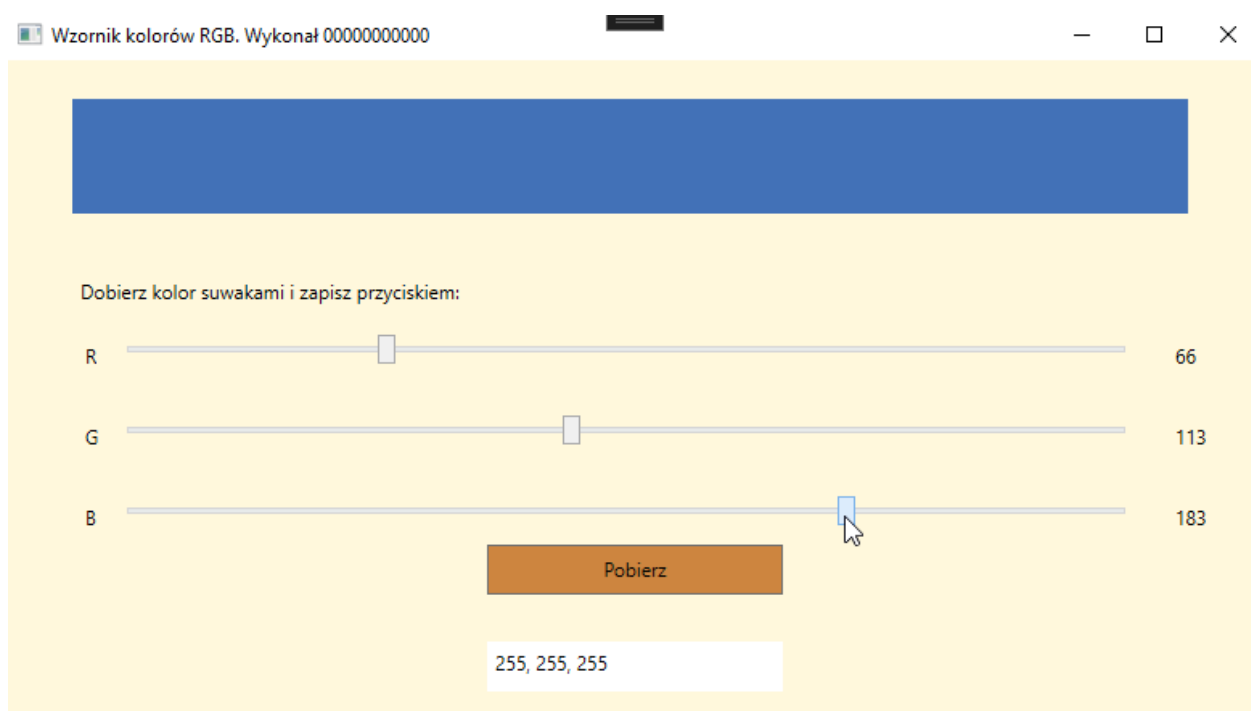 Wzornik kolorów RGB. Wykonał 00000000000
Dobierz kolor suwakami i zapisz przyciskiem:
R 66
G 113
B 183
Pobierz
255, 255, 255